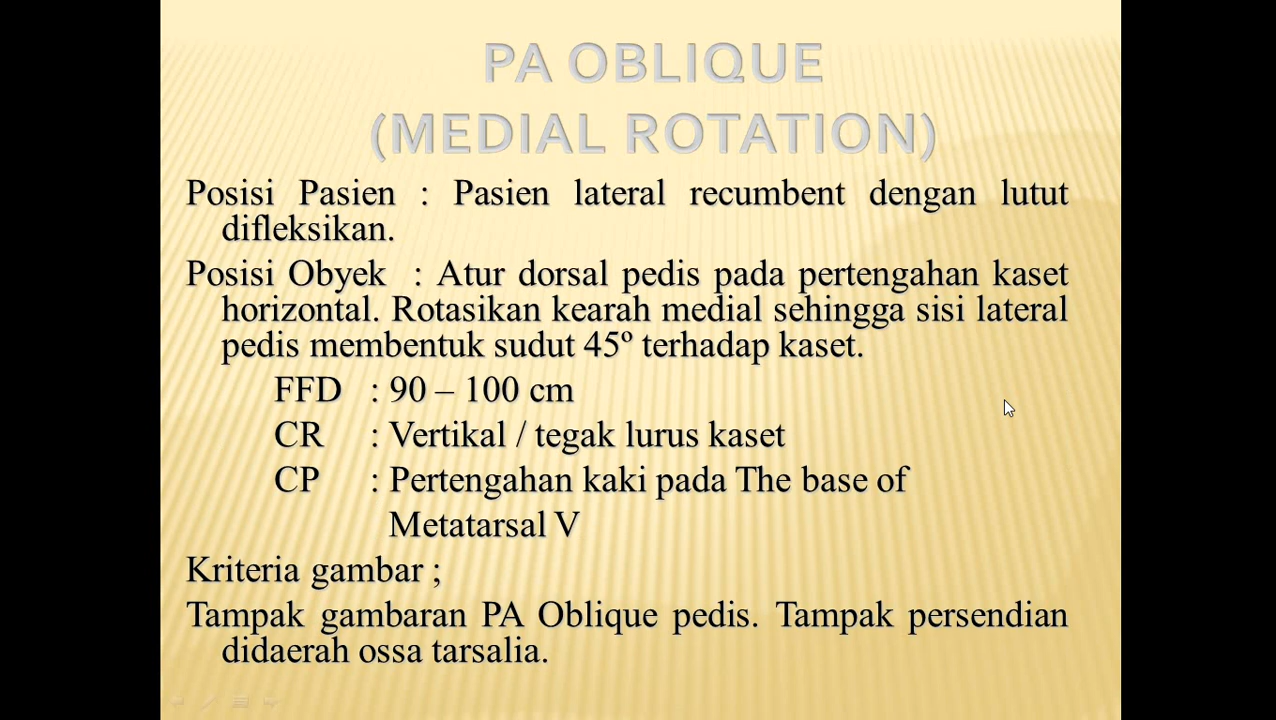 PA OBLIQUE
(MEDIAL ROTATION)
Posisi Pasien : Pasien lateral recumbent dengan lutut
difleksikan.
Posisi Obyek : Atur dorsal pedis pada pertengahan kaset
horizontal. Rotasikan kearah medial sehingga sisi lateral
pedis membentuk sudut 45º terhadap kaset.
FFD : 90 – 100 cm
CR : Vertikal / tegak lurus kaset
CP : Pertengahan kaki pada The base of
Metatarsal V
Kriteria gambar ;
Tampak gambaran PA Oblique pedis. Tampak persendian
didaerah ossa tarsalia.